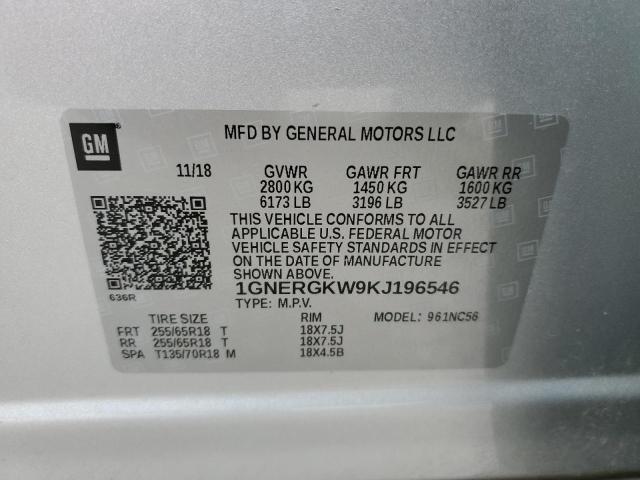 GM
MFD BY GENERAL MOTORS LLC
11/18 GVWR GAWR FRT GAWR RR
2800 KG 1450 KG 1600 KG
6173 LB 3196 LB 3527 LB
THIS VEHICLE CONFORMS TO ALL
APPLICABLE U.S. FEDERAL MOTOR
VEHICLE SAFETY STANDARDS IN EFFECT
ON THE DATE OF MANUFACTURE
SHOWN ABOVE.
636R
1GNERGKW9KJ196546
TYPE: M.P.V.
TIRE SIZE RIM MODEL: 961NC56
FRT 255/65R18 T 18X7.5J
RR 255/65R18 T 18X7.5J
SPA T135/70R18 M 18X4.5B